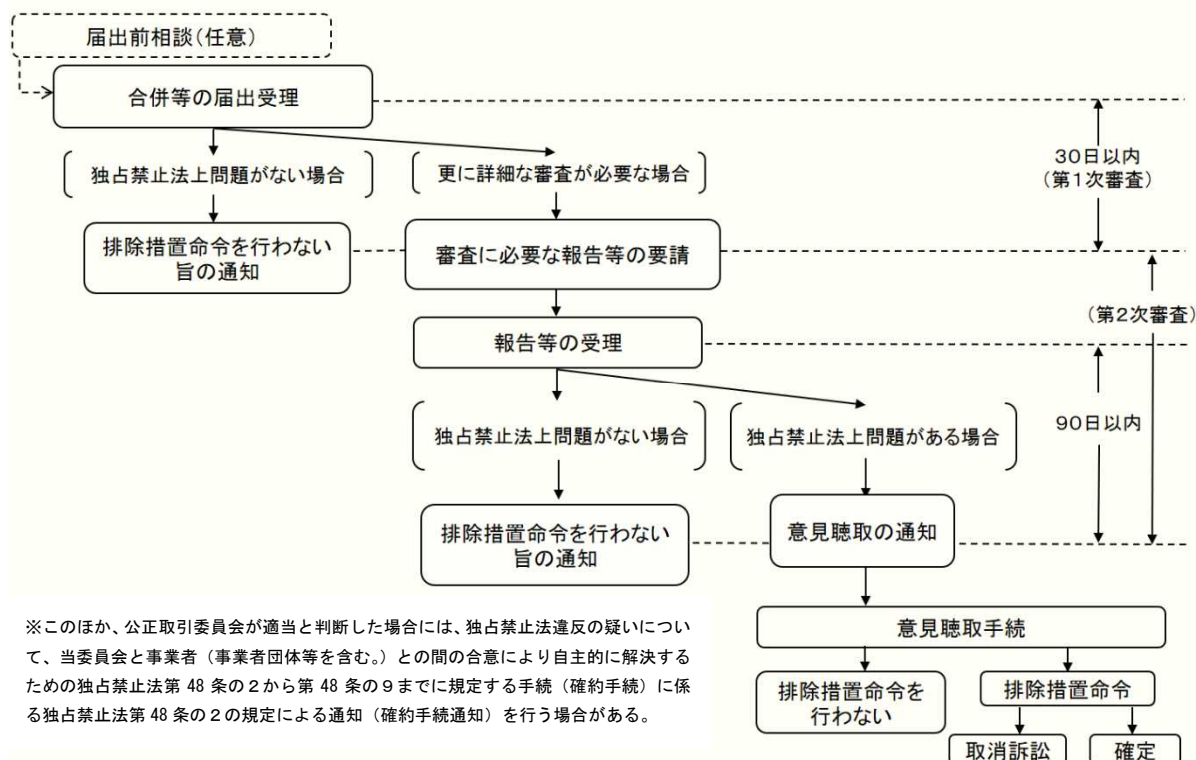 届出前相談(任意)
合併等の届出受理
独占禁止法上問題がない場合
更に詳細な審査が必要な場合
30日以内
(第1次審査)
排除措置命令を行わない
旨の通知
審査に必要な報告等の要請
(第2次審査)
報告等の受理
独占禁止法上問題がない場合
独占禁止法上問題がある場合
90日以内
排除措置命令を行わない
旨の通知
意見聴取の通知
意見聴取手続
排除措置命令を
行わない
排除措置命令
取消訴訟
確定
※このほか、公正取引委員会が適当と判断した場合には、独占禁止法違反の疑いについ
て、当委員会と事業者（事業者団体等を含む。）との間の合意により自主的に解決する
ための独占禁止法第 48 条の２から第 48 条の９までに規定する手続（確約手続）に係
る独占禁止法第 48 条の２の規定による通知（確約手続通知）を行う場合がある。